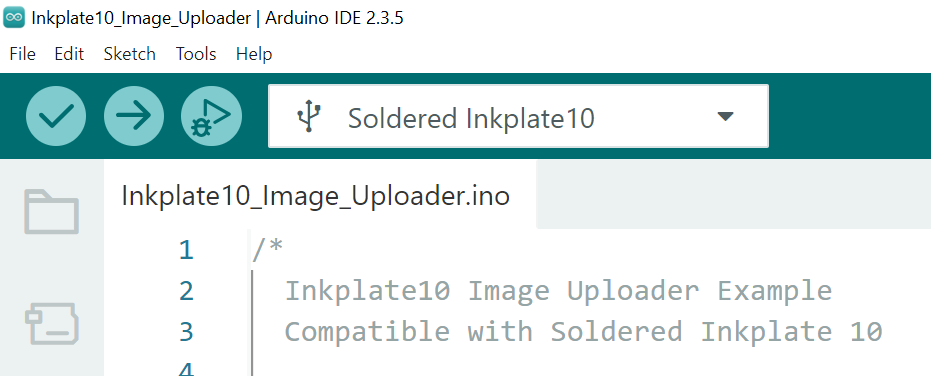 Inkplate10_Image_Uploader | Arduino IDE 2.3.5
File Edit Sketch Tools Help
Soldered Inkplate10
Inkplate10_Image_Uploader.ino
1 /*
2 Inkplate10 Image Uploader Example
3 Compatible with Soldered Inkplate 10
4